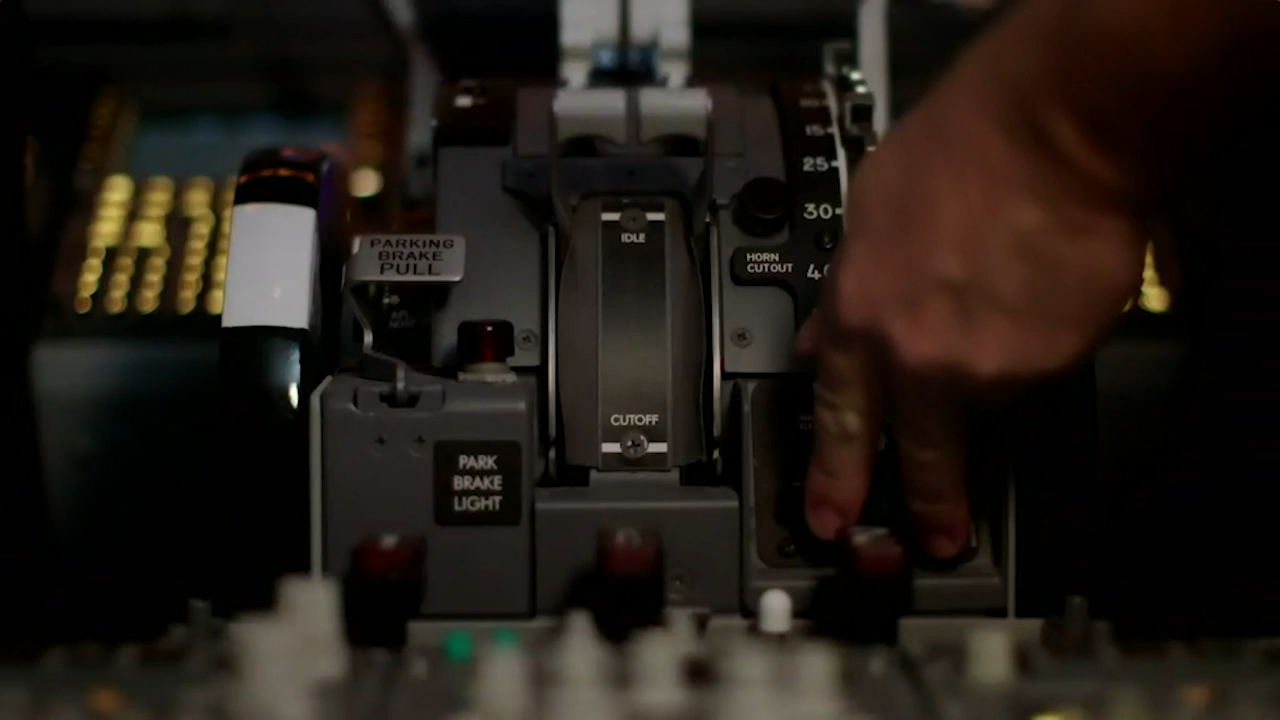 15
25
30
IDLE
PARKING
BRAKE
PULL
HORN
CUTOUT
CUTOFF
PARK
BRAKE
LIGHT